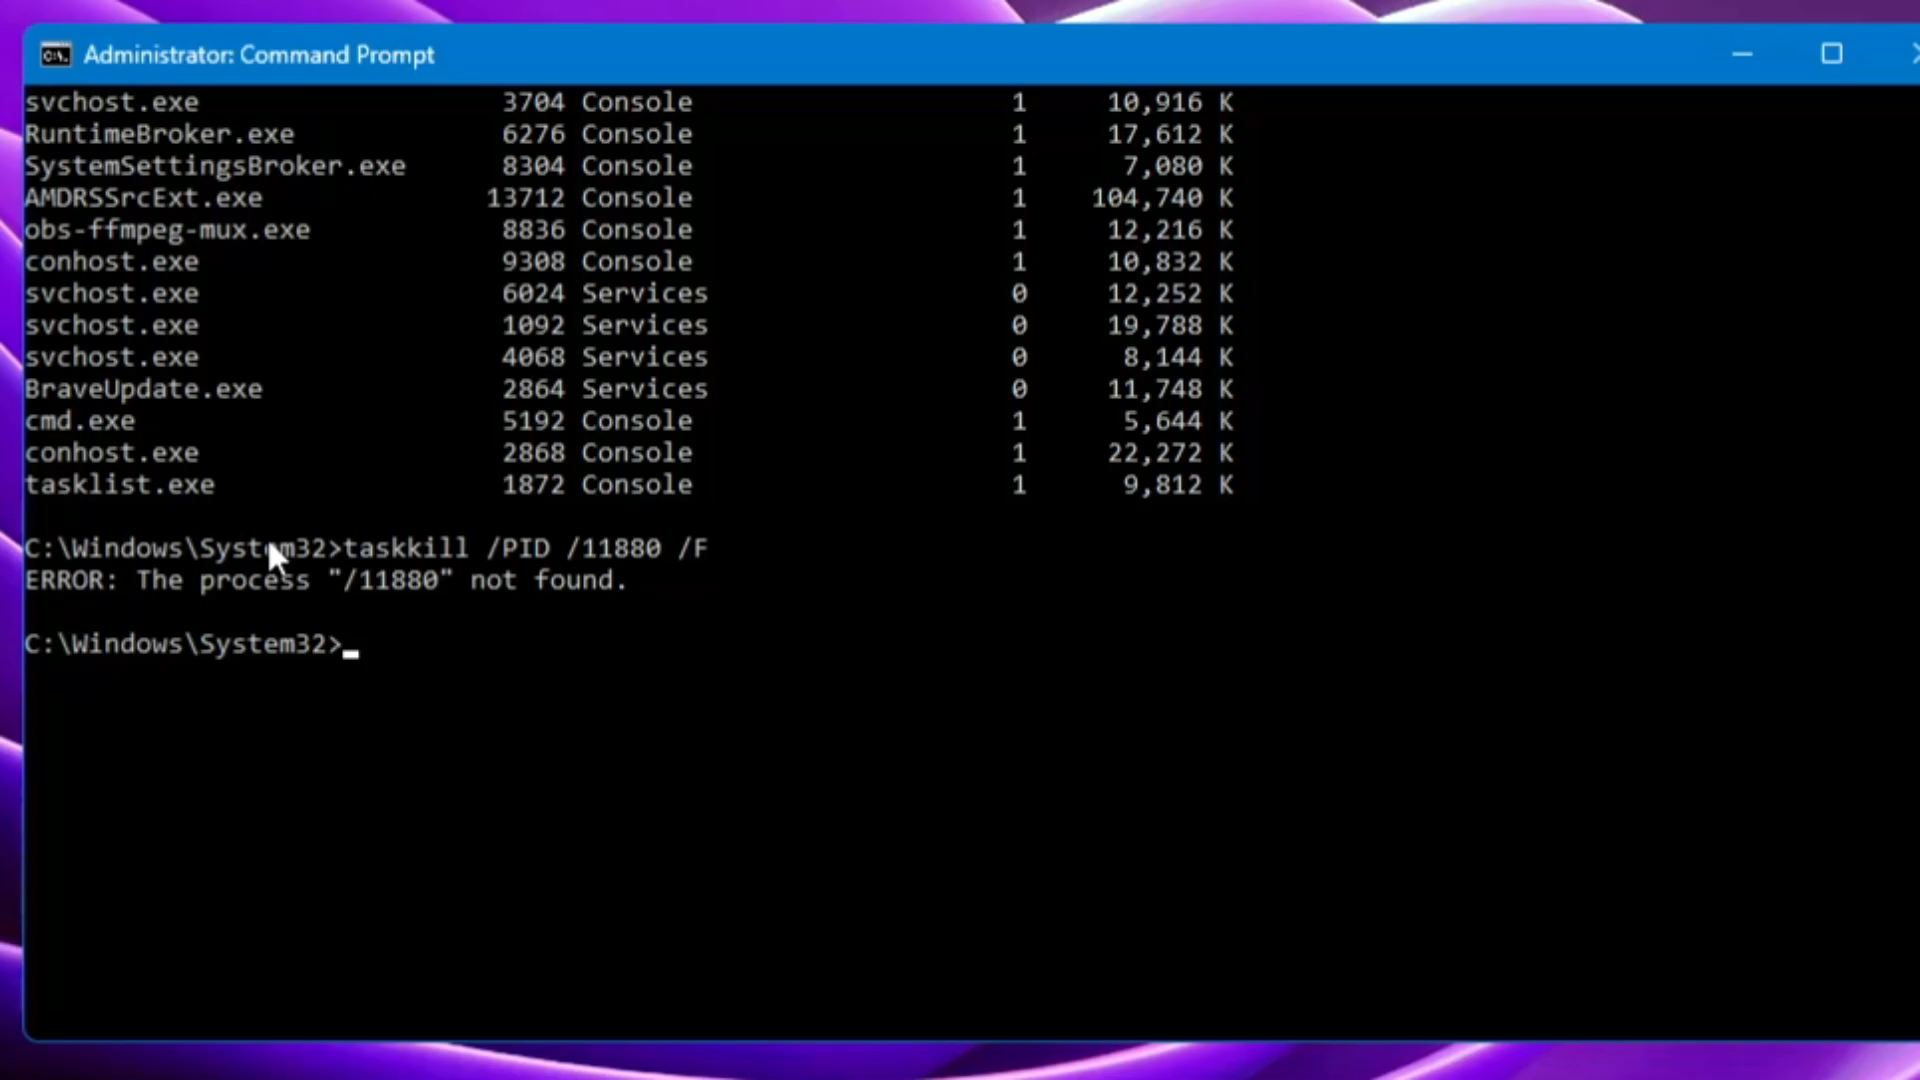 Administrator: Command Prompt
svchost.exe 3704 Console 1 10,916 K
RuntimeBroker.exe 6276 Console 1 17,612 K
SystemSettingsBroker.exe 8304 Console 1 7,080 K
AMDRSSrcExt.exe 13712 Console 1 104,740 K
obs-ffmpeg-mux.exe 8836 Console 1 12,216 K
conhost.exe 9308 Console 1 10,832 K
svchost.exe 6024 Services 0 12,252 K
svchost.exe 1092 Services 0 19,788 K
svchost.exe 4068 Services 0 8,144 K
BraveUpdate.exe 2864 Services 0 11,748 K
cmd.exe 5192 Console 1 5,644 K
conhost.exe 2868 Console 1 22,272 K
tasklist.exe 1872 Console 1 9,812 K
C:\Windows\System32>taskkill /PID /11880 /F
ERROR: The process "/11880" not found.
C:\Windows\System32>